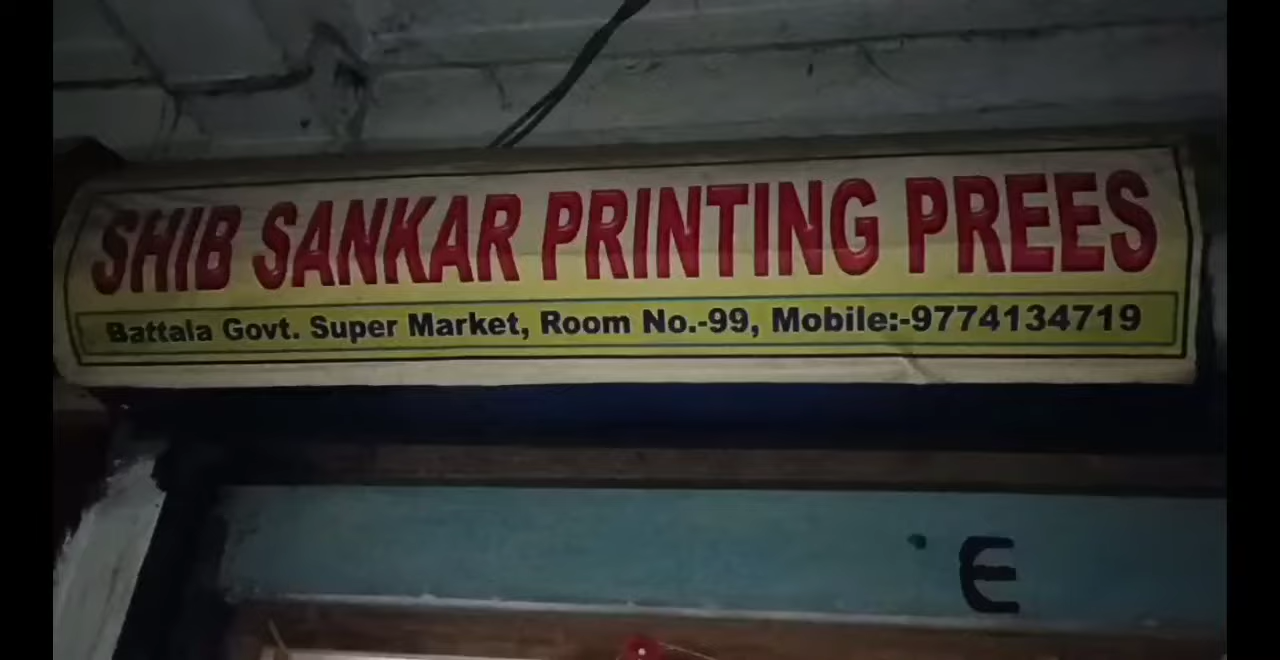 SHIB SANKAR PRINTING PREES
Battala Govt. Super Market, Room No.-99, Mobile:-9774134719
E